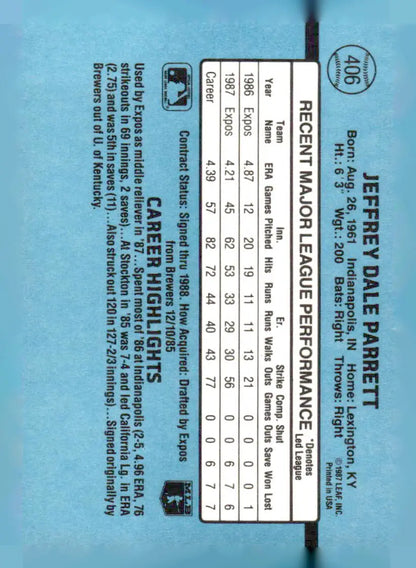 406
JEFFREY DALE PARRETT
Born: Aug. 26, 1961 Indianapolis, IN Home: Lexington, KY
Ht.: 6'3" Wgt.: 200 Bats: Right Throws: Right
© 1987 LEAF, INC.
Printed in USA
RECENT MAJOR LEAGUE PERFORMANCE
*Denotes
Led League
Team Inn. Er. Strike Comp. Shut
Year Name ERA Games Pitched Hits Runs Runs Walks Outs Games Outs Save Won Lost
1986 Expos 4.87 12 20 19 11 11 13 21 0 0 0 0 1
1987 Expos 4.21 45 62 53 33 29 30 56 0 0 6 7 6
Career 4.39 57 82 72 44 40 43 77 0 0 6 7 7
Contract Status: Signed thru 1988. How Acquired: Drafted by Expos
from Brewers 12/10/85
MLB
CAREER HIGHLIGHTS
Used by Expos as middle reliever in '87...Spent most of '86 at Indianapolis (2-5, 4.96 ERA, 76
strikeouts in 69 innings, 2 saves)...At Stockton in '85 was 7-4 and led California Lg. in ERA
(2.75) and was 5th in saves (11)...Also struck out 120 in 127-2/3 innings)...Signed originally by
Brewers out of U. of Kentucky